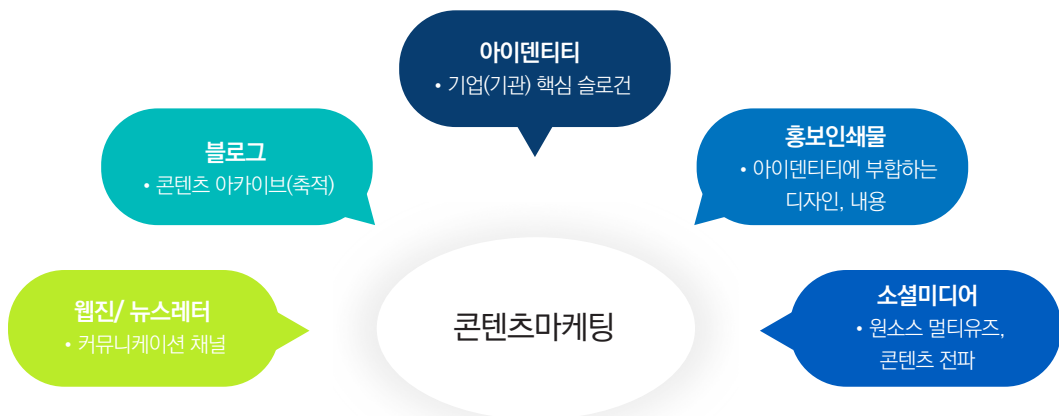 아이덴티티
• 기업(기관) 핵심 슬로건
블로그
• 콘텐츠 아카이브(축적)
홍보인쇄물
• 아이덴티티에 부합하는
디자인, 내용
웹진/ 뉴스레터
• 커뮤니케이션 채널
콘텐츠마케팅
소셜미디어
• 원소스 멀티유즈,
콘텐츠 전파